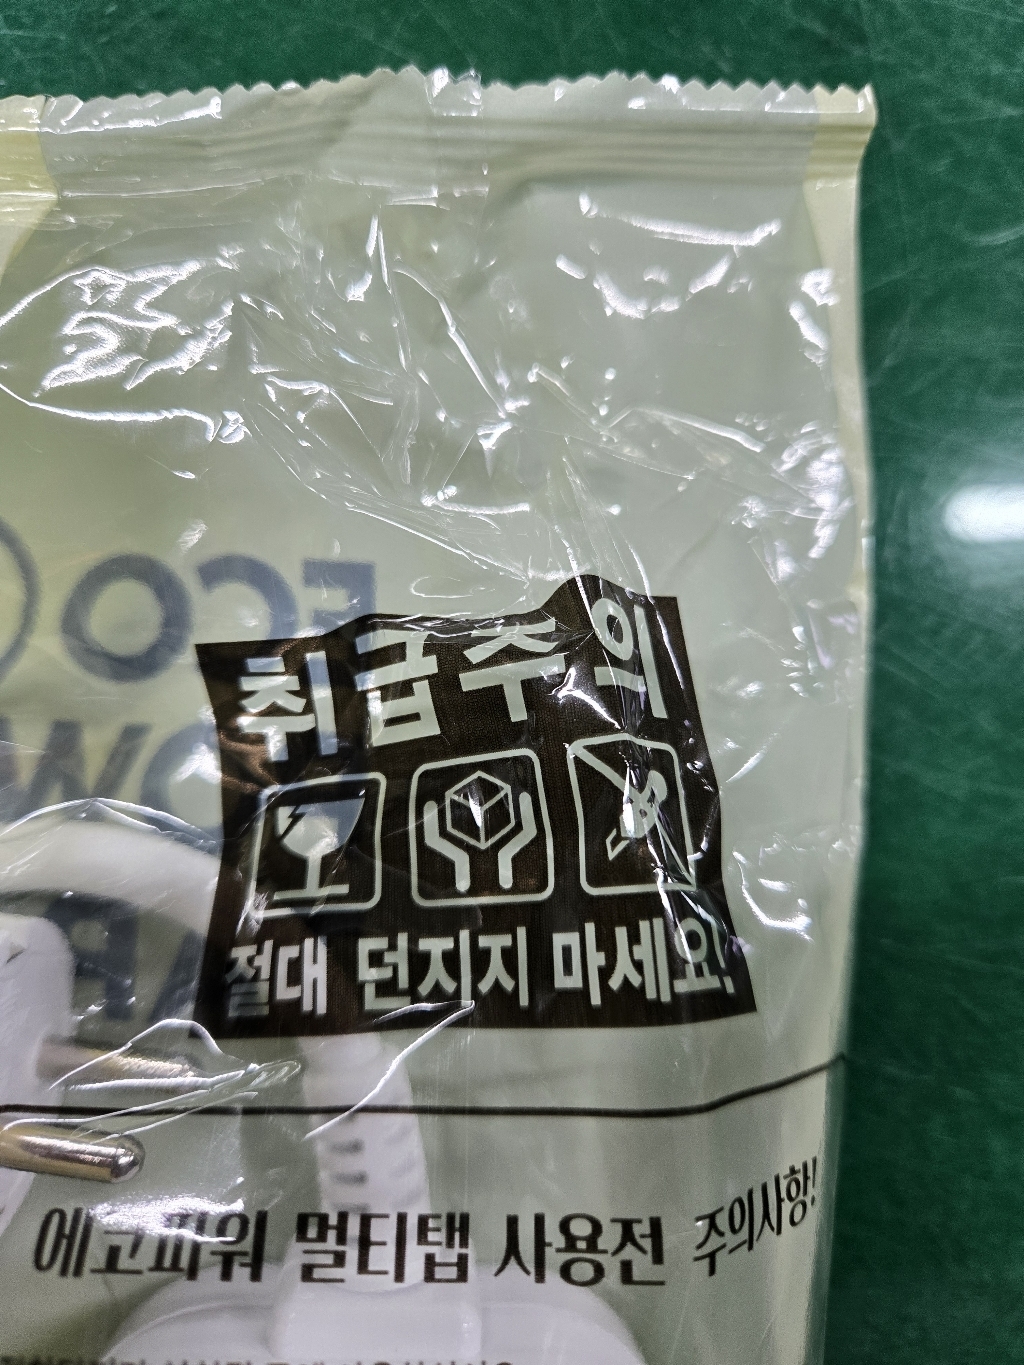 ECO
취급주의
절대 던지지 마세요!
에코파워 멀티탭 사용전 주의사항!